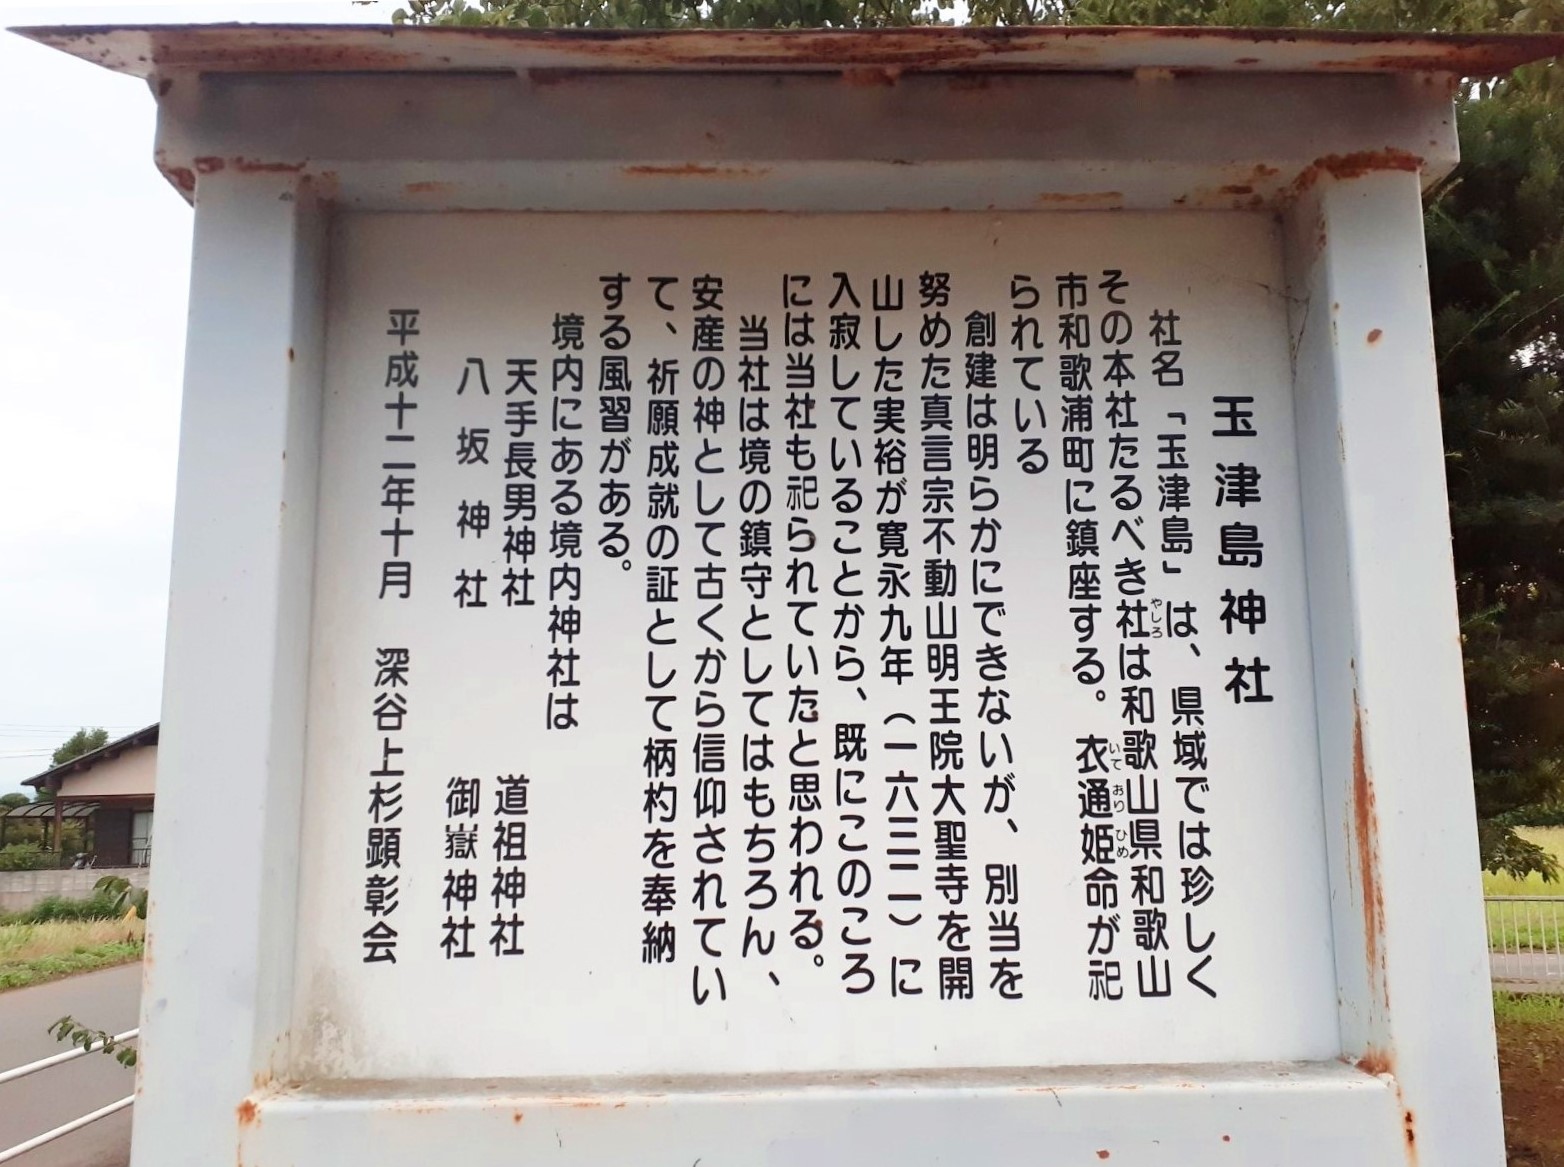 玉津島神社
社名「玉津島」は、県域では珍しく
その本社たるべき社は和歌山県和歌山
やしろ
市和歌浦町に鎮座する。衣通姫命が祀
いておりひめ
られている
創建は明らかにできないが、別当を
努めた真言宗不動山明王院大聖寺を開
山した実裕が寛永九年(一六三二)に
入寂していることから、既にこのころ
には当社も祀られていたと思われる。
当社は境の鎮守としてはもちろん、
安産の神として古くから信仰されてい
て、祈願成就の証として柄杓を奉納
する風習がある。
境内にある境内神社は
天手長男神社 道祖神社
八坂神社 御嶽神社
平成十二年十月 深谷上杉顕彰会